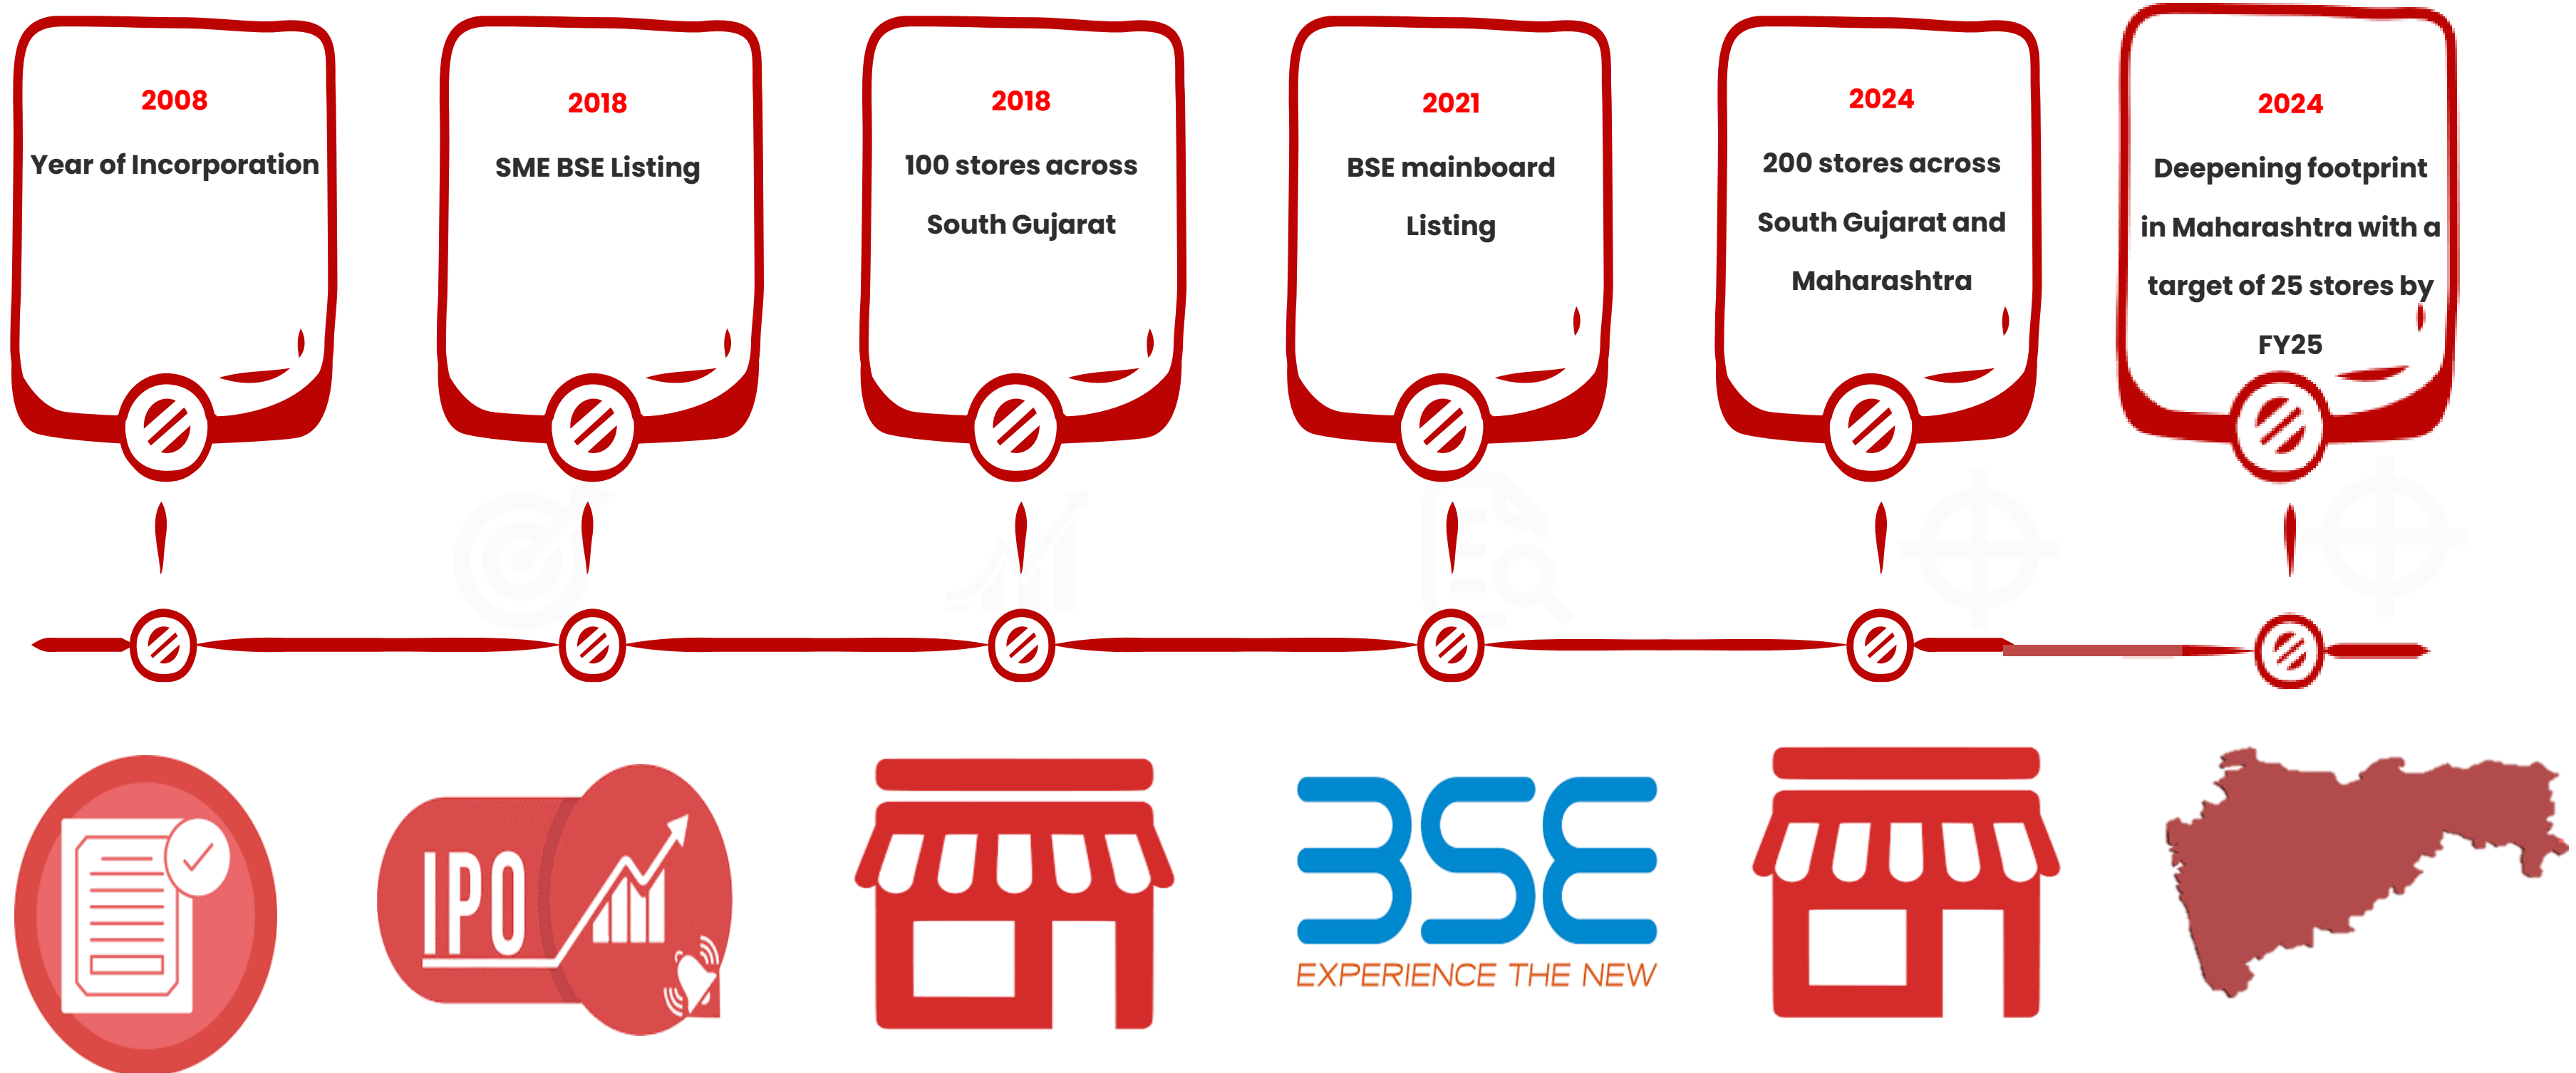 2008
Year of Incorporation
2018
SME BSE Listing
2018
100 stores across
South Gujarat
2021
BSE mainboard
Listing
2024
200 stores across
South Gujarat and
Maharashtra
2024
Deepening footprint
in Maharashtra with a
target of 25 stores by
FY25
IPO
BSE
EXPERIENCE THE NEW